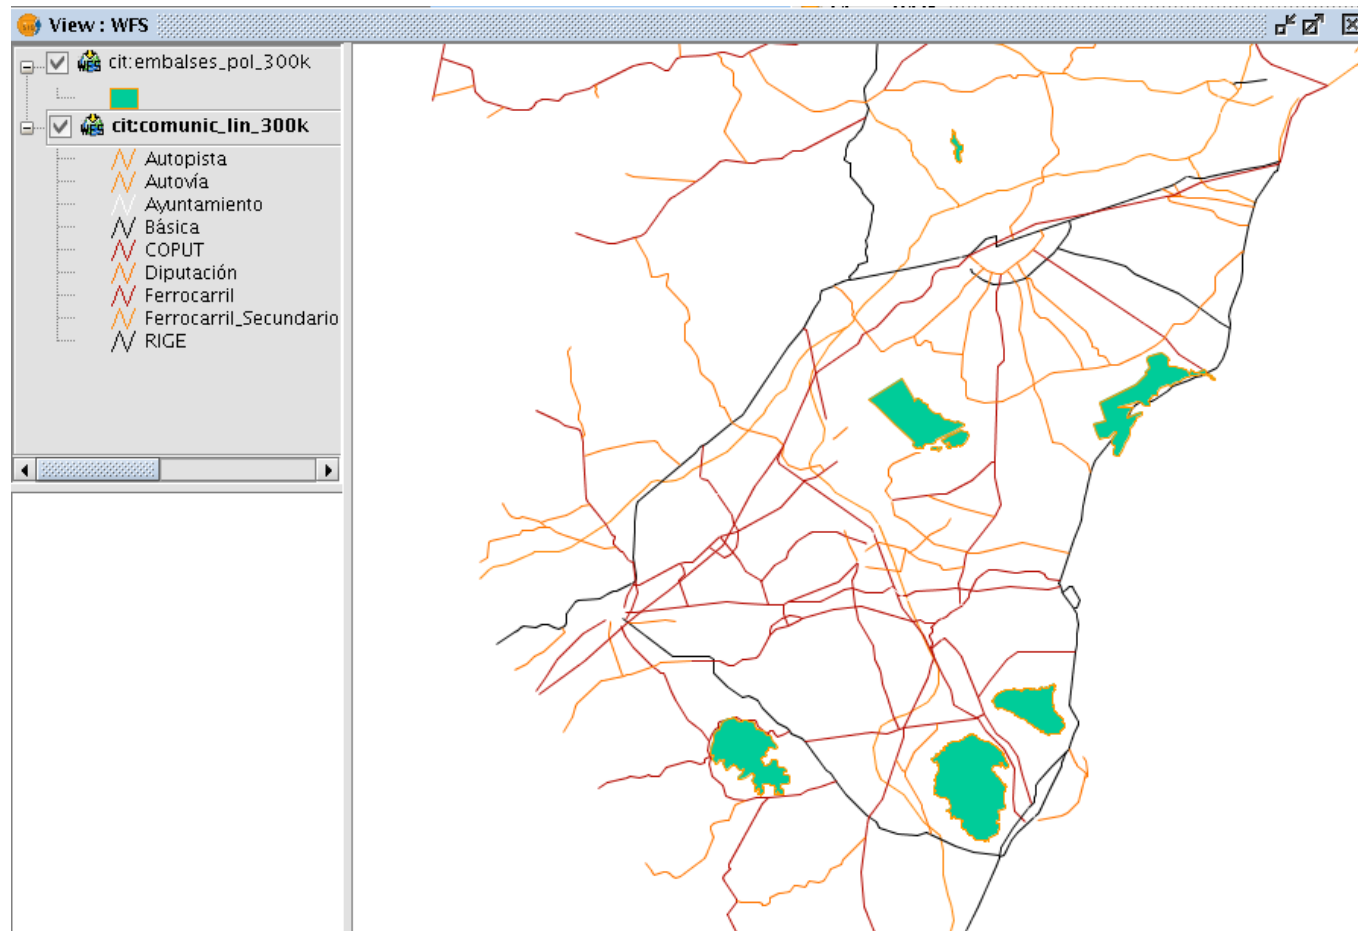 View : WFS
cit:embalses_pol_300k
cit:comunic_lin_300k
Autopista
Autovía
Ayuntamiento
Básica
COPUT
Diputación
Ferrocarril
Ferrocarril_Secundario
RIGE